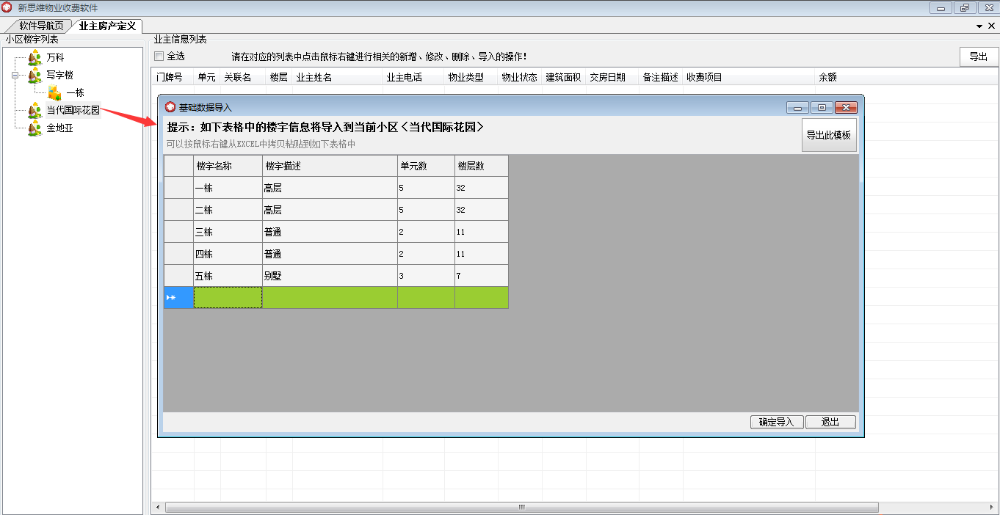 新思维物业收费软件
软件导航页 业主房产定义
小区楼宇列表
万科
写字楼
一栋
当代国际花园
金地亚
业主信息列表
全选 请在对应的列表中点击鼠标右键进行相关的新增、修改、删除、导入的操作!
导出
门牌号 单元 关联名 楼层 业主姓名 业主电话 物业类型 物业状态 建筑面积 交房日期 备注描述 收费项目 余额
基础数据导入
提示：如下表格中的楼宇信息将导入到当前小区〈当代国际花园〉
可以按鼠标右键从EXCEL中拷贝粘贴到如下表格中
导出此模板
楼宇名称 楼宇描述 单元数 楼层数
一栋 高层 5 32
二栋 高层 5 32
三栋 普通 2 11
四栋 普通 2 11
五栋 别墅 3 7
确定导入 退出